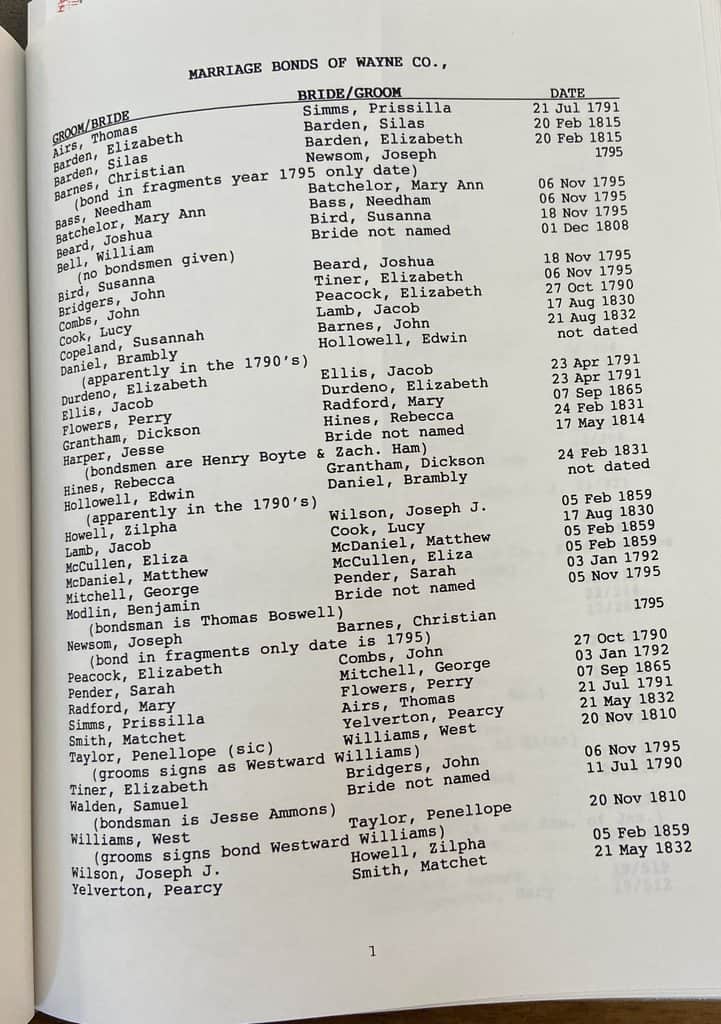 MARRIAGE BONDS OF WAYNE CO.,
GROOM/BRIDE BRIDE/GROOM DATE
Airs, Thomas Simms, Prissilla 21 Jul 1791
Barden, Elizabeth Barden, Silas 20 Feb 1815
Barden, Silas Barden, Elizabeth 20 Feb 1815
Barnes, Christian Newsom, Joseph 1795
(bond in fragments year 1795 only date)
Bass, Needham Batchelor, Mary Ann 06 Nov 1795
Batchelor, Mary Ann Bass, Needham 06 Nov 1795
Beard, Joshua Bird, Susanna 18 Nov 1795
Bell, William Bride not named 01 Dec 1808
(no bondsmen given)
Bird, Susanna Beard, Joshua 18 Nov 1795
Bridgers, John Tiner, Elizabeth 06 Nov 1795
Combs, John Peacock, Elizabeth 27 Oct 1790
Cook, Lucy Lamb, Jacob 17 Aug 1830
Copeland, Susannah Barnes, John 21 Aug 1832
Daniel, Brambly Hollowell, Edwin not dated
(apparently in the 1790's)
Durdeno, Elizabeth Ellis, Jacob 23 Apr 1791
Ellis, Jacob Durdeno, Elizabeth 23 Apr 1791
Flowers, Perry Radford, Mary 07 Sep 1865
Grantham, Dickson Hines, Rebecca 24 Feb 1831
Harper, Jesse Bride not named 17 May 1814
(bondsmen are Henry Boyte & Zach. Ham)
Hines, Rebecca Grantham, Dickson 24 Feb 1831
Hollowell, Edwin Daniel, Brambly not dated
(apparently in the 1790's)
Howell, Zilpha Wilson, Joseph J. 05 Feb 1859
Lamb, Jacob Cook, Lucy 17 Aug 1830
McCullen, Eliza McDaniel, Matthew 05 Feb 1859
McDaniel, Matthew McCullen, Eliza 05 Feb 1859
Mitchell, George Pender, Sarah 03 Jan 1792
Modlin, Benjamin Bride not named 05 Nov 1795
(bondsman is Thomas Boswell)
Newsom, Joseph Barnes, Christian 1795
(bond in fragments only date is 1795)
Peacock, Elizabeth Combs, John 27 Oct 1790
Pender, Sarah Mitchell, George 03 Jan 1792
Radford, Mary Flowers, Perry 07 Sep 1865
Simms, Prissilla Airs, Thomas 21 Jul 1791
Smith, Matchet Yelverton, Pearcy 21 May 1832
Taylor, Penellope (sic) Williams, West 20 Nov 1810
(grooms signs as Westward Williams)
Tiner, Elizabeth Bridgers, John 06 Nov 1795
Walden, Samuel Bride not named 11 Jul 1790
(bondsman is Jesse Ammons)
Williams, West Taylor, Penellope 20 Nov 1810
(grooms signs bond Westward Williams)
Wilson, Joseph J. Howell, Zilpha 05 Feb 1859
Yelverton, Pearcy Smith, Matchet 21 May 1832
1